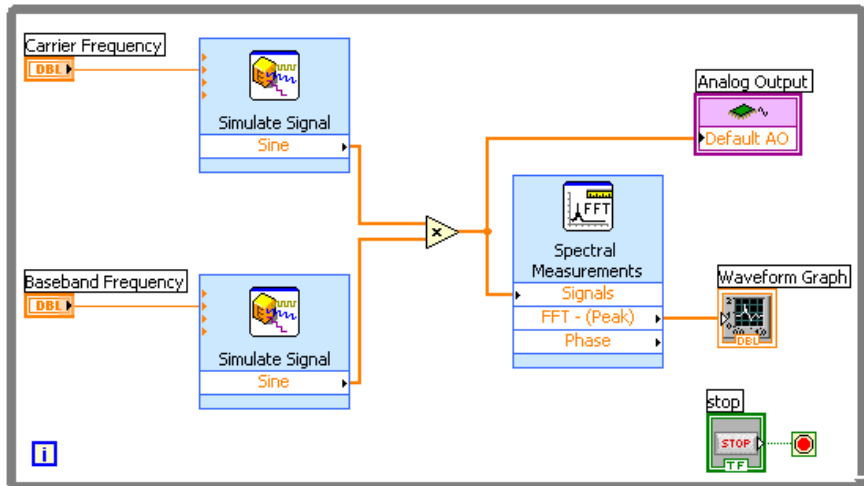 Carrier Frequency
DBL
Simulate Signal
Sine
Analog Output
Default AO
×
FFT
Spectral
Measurements
Signals
FFT - (Peak)
Phase
Baseband Frequency
DBL
Simulate Signal
Sine
Waveform Graph
DBL
stop
STOP
TF
i